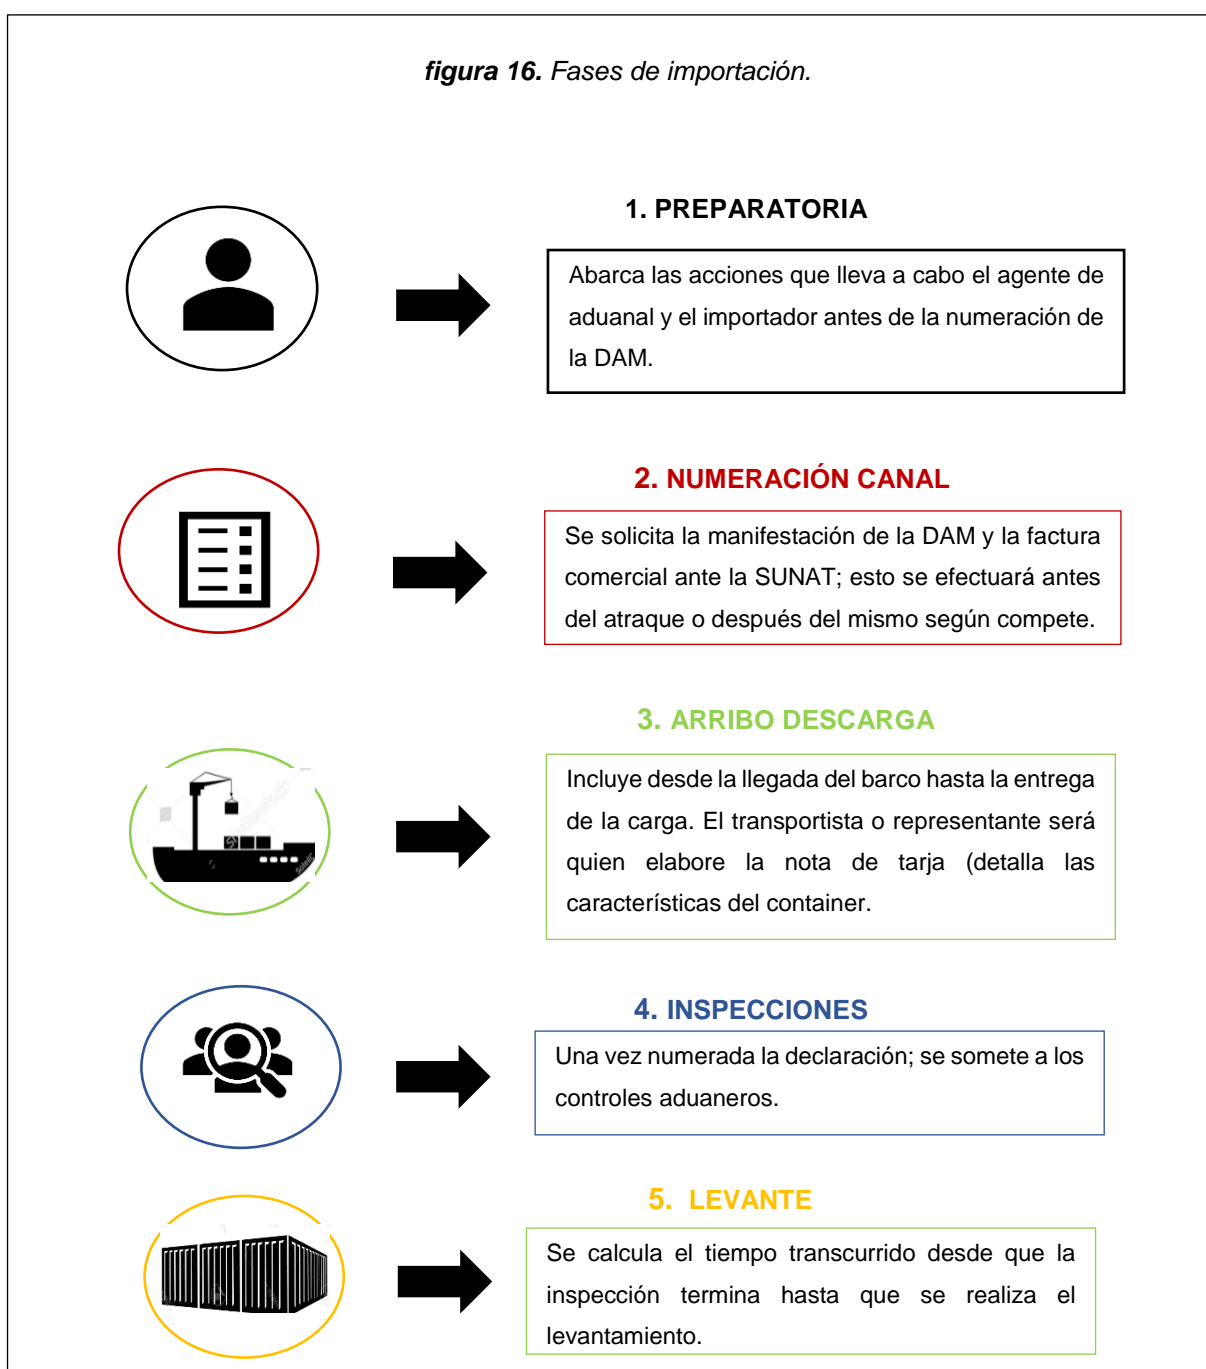 figura 16. Fases de importación.
1. PREPARATORIA
Abarca las acciones que lleva a cabo el agente de
aduanal y el importador antes de la numeración de
la DAM.
2. NUMERACIÓN CANAL
Se solicita la manifestación de la DAM y la factura
comercial ante la SUNAT; esto se efectuará antes
del atraque o después del mismo según compete.
3. ARRIBO DESCARGA
Incluye desde la llegada del barco hasta la entrega
de la carga. El transportista o representante será
quien elabore la nota de tarja (detalla las
características del container.
4. INSPECCIONES
Una vez numerada la declaración; se somete a los
controles aduaneros.
5. LEVANTE
Se calcula el tiempo transcurrido desde que la
inspección termina hasta que se realiza el
levantamiento.